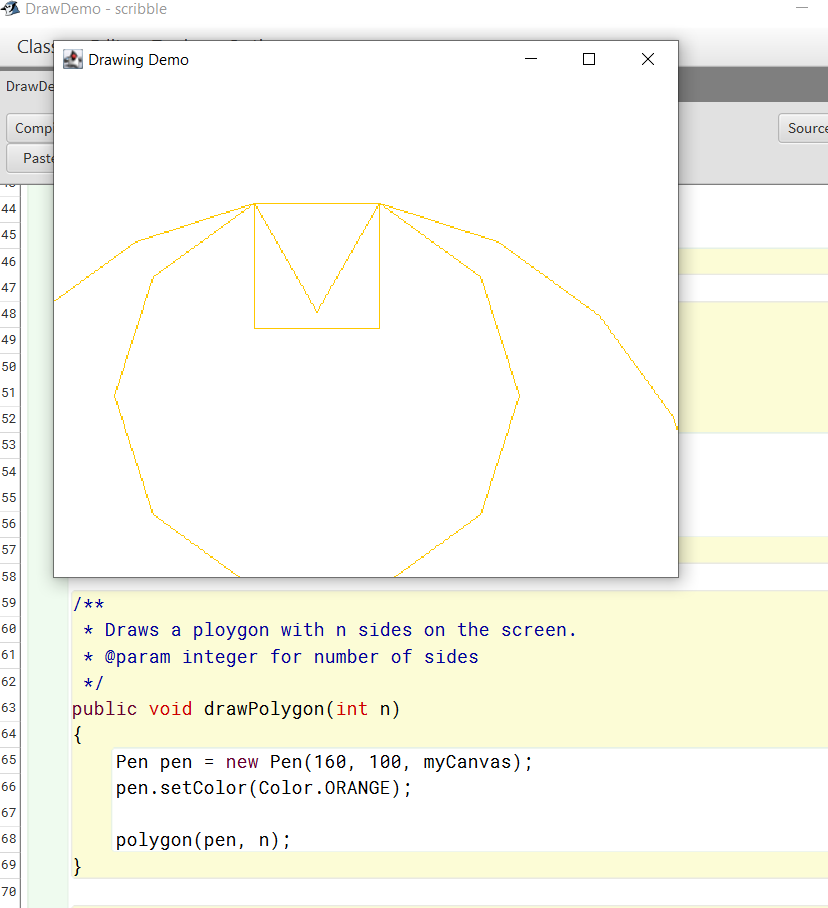 DrawDemo - scribble
Drawing Demo
Class
DrawDe
Compi
Source
Paste
44
45
46
47
48
49
50
51
52
53
54
55
56
57
58
59 /**
60 * Draws a ploygon with n sides on the screen.
61 * @param integer for number of sides
62 */
63 public void drawPolygon(int n)
64 {
65 Pen pen = new Pen(160, 100, myCanvas);
66 pen.setColor(Color.ORANGE);
67
68 polygon(pen, n);
69 }
70